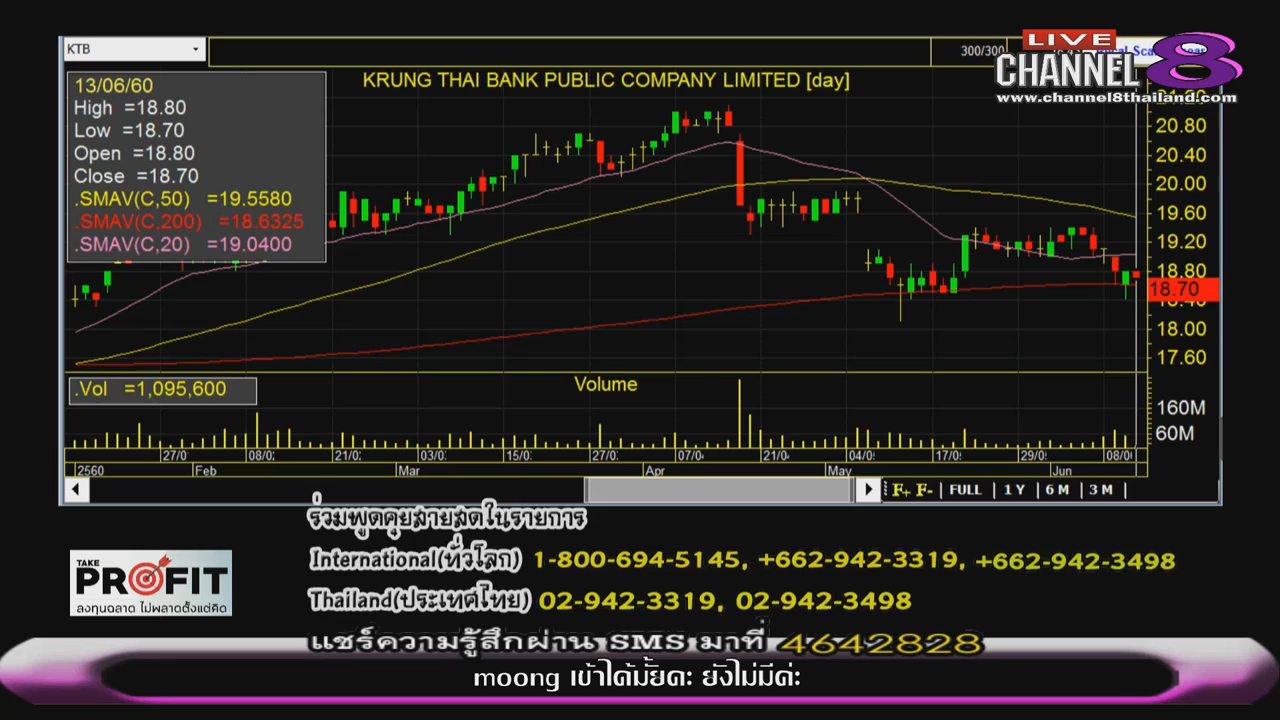 KTB
300/300
LIVE
CHANNEL 8
www.channel8thailand.com
KRUNG THAI BANK PUBLIC COMPANY LIMITED [day]
13/06/60
High =18.80
Low =18.70
Open =18.80
Close =18.70
.SMAV(C,50) =19.5580
.SMAV(C,200) =18.6325
.SMAV(C,20) =19.0400
20.80
20.40
20.00
19.60
19.20
18.80
18.70
18.00
17.60
.Vol =1,095,600
Volume
160M
60M
27/0 08/0 21/0 03/0 15/0 27/0 07/0 21/0 04/0 17/0 29/0 08/0
2560 Feb Mar Apr May Jun
F+ F- FULL 1 Y 6 M 3 M
ร่วมพูดคุยสายสดในรายการ
International(ทั่วโลก) 1-800-694-5145, +662-942-3319, +662-942-3498
Thailand(ประเทศไทย) 02-942-3319, 02-942-3498
TAKE
PROFIT
ลงทุนฉลาด ไม่พลาดตั้งแต่คิด
แชร์ความรู้สึกผ่าน SMS มาที่ 4642828
moong เข้าได้มั้ยคะ ยังไม่มีค่ะ